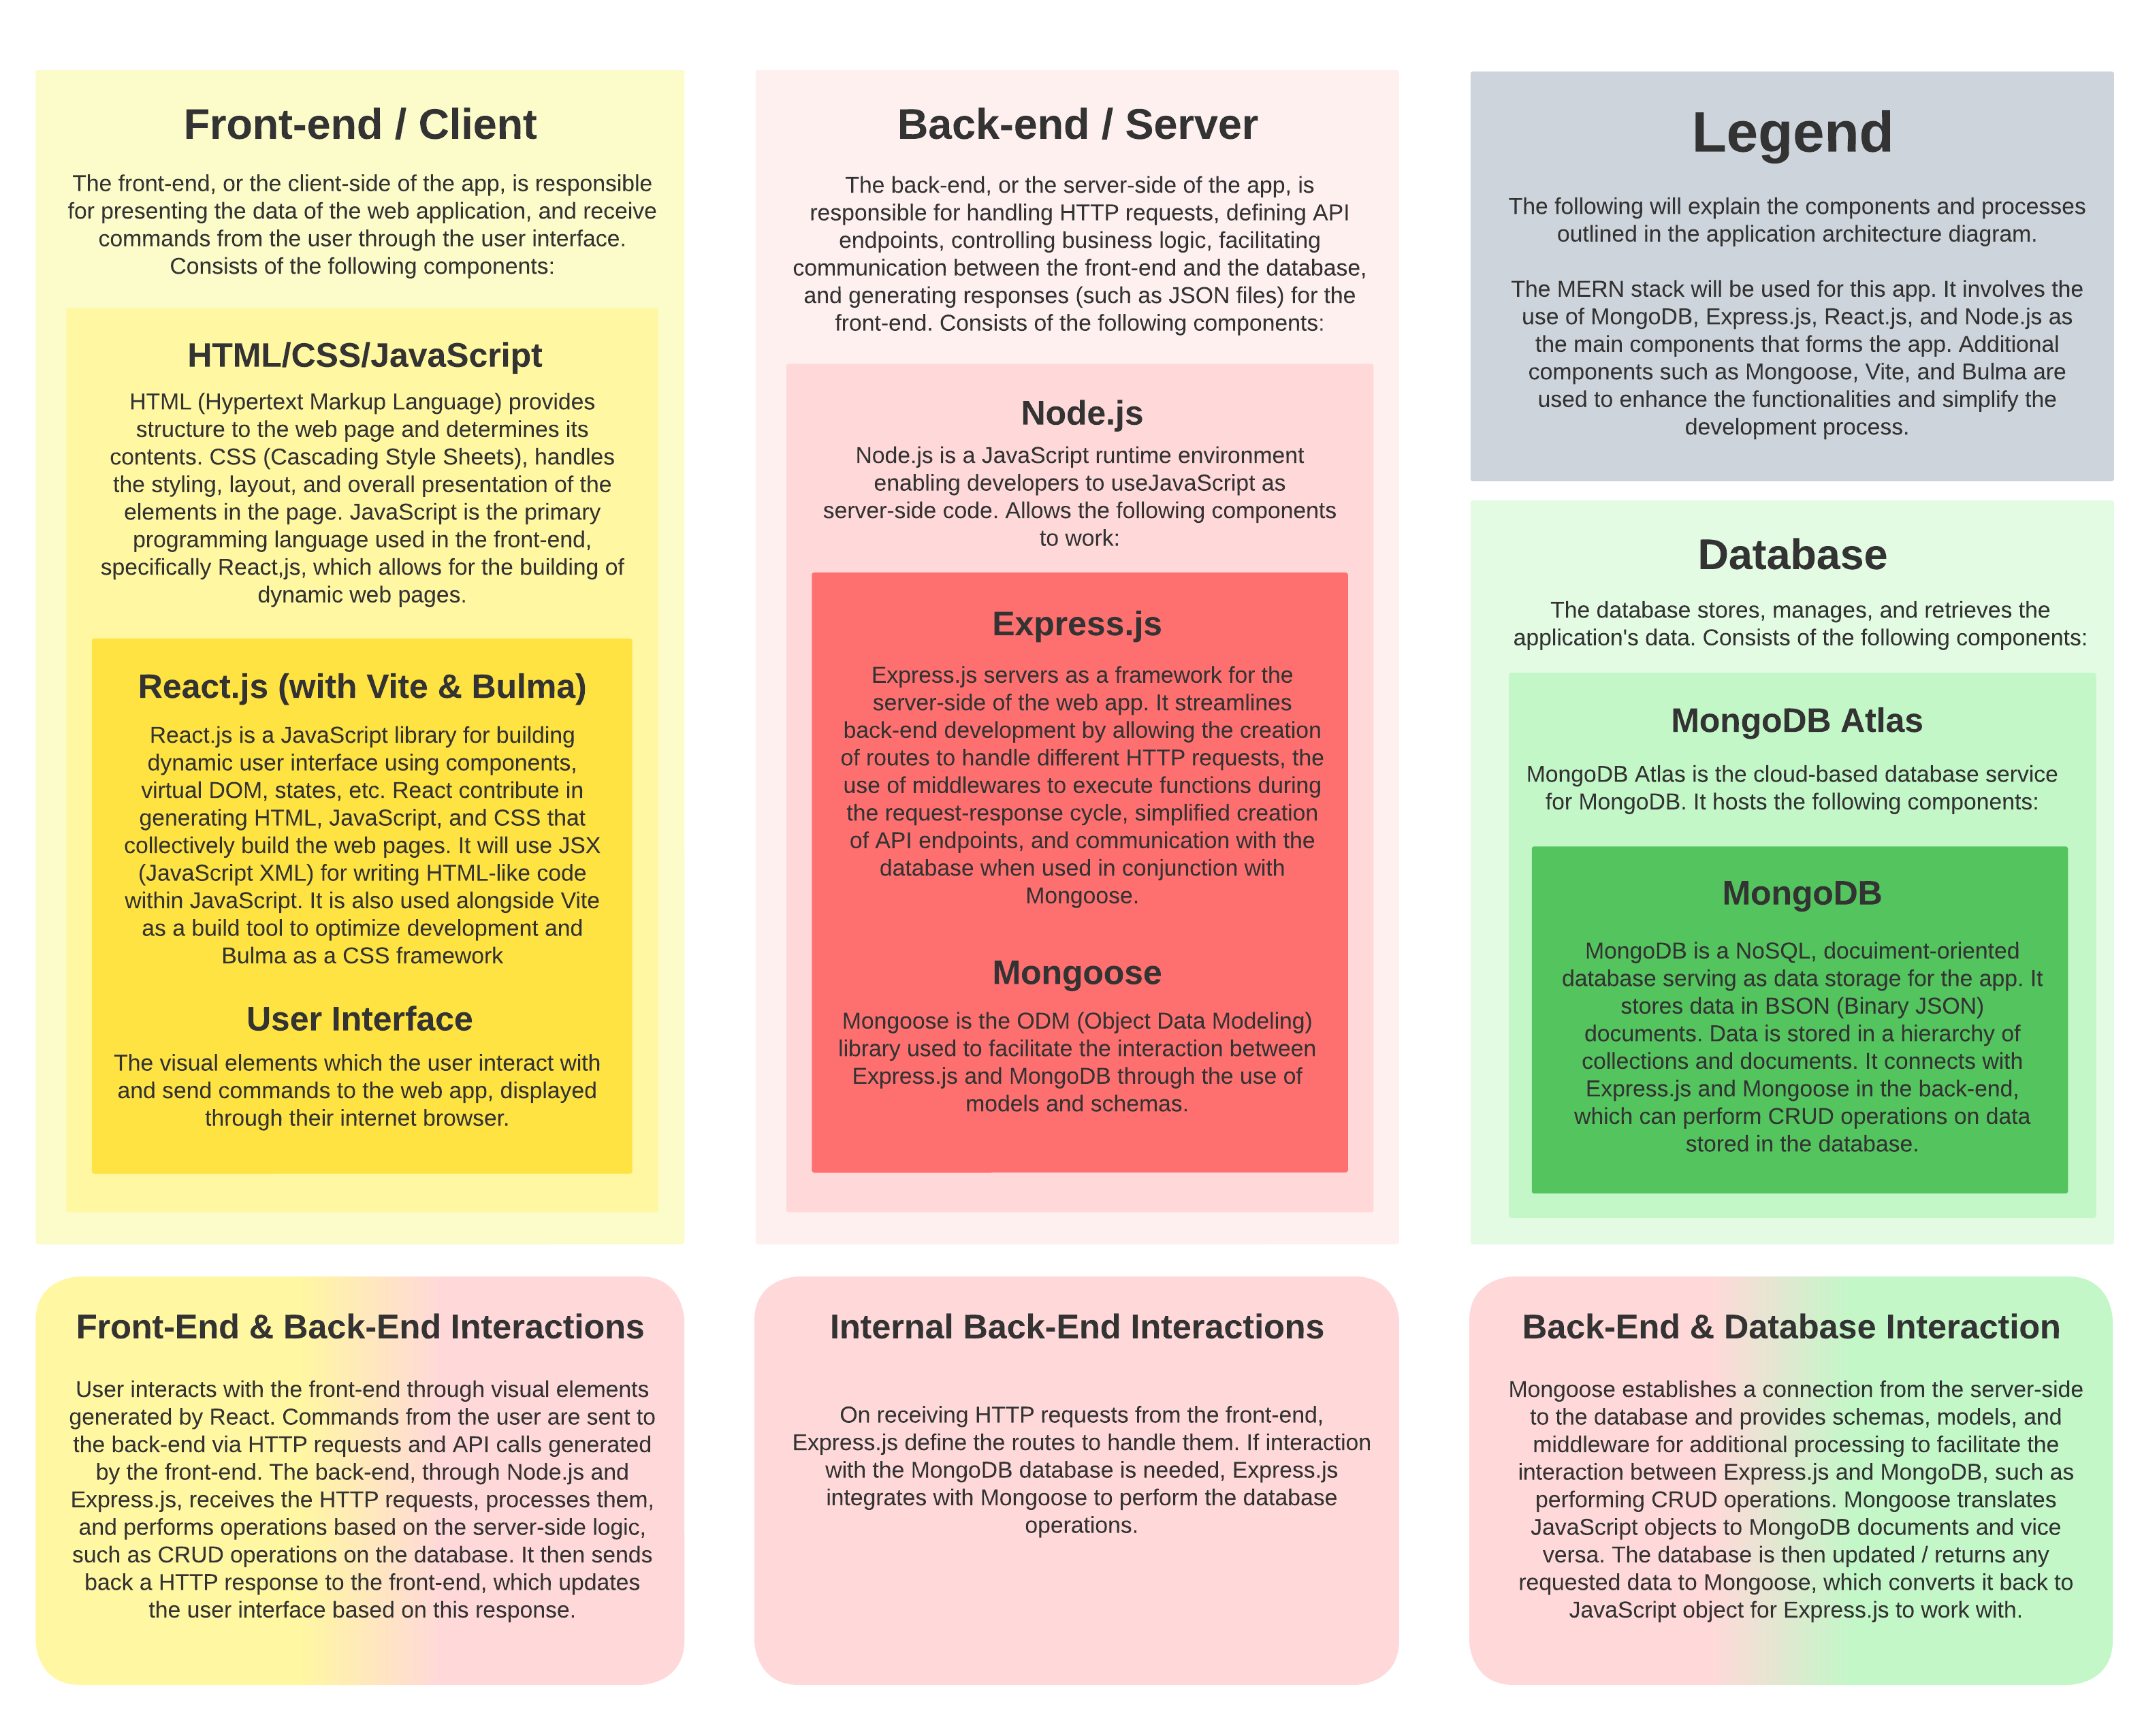 Front-end / Client
The front-end, or the client-side of the app, is responsible
for presenting the data of the web application, and receive
commands from the user through the user interface.
Consists of the following components:
HTML/CSS/JavaScript
HTML (Hypertext Markup Language) provides
structure to the web page and determines its
contents. CSS (Cascading Style Sheets), handles
the styling, layout, and overall presentation of the
elements in the page. JavaScript is the primary
programming language used in the front-end,
specifically React,js, which allows for the building of
dynamic web pages.
React.js (with Vite & Bulma)
React.js is a JavaScript library for building
dynamic user interface using components,
virtual DOM, states, etc. React contribute in
generating HTML, JavaScript, and CSS that
collectively build the web pages. It will use JSX
(JavaScript XML) for writing HTML-like code
within JavaScript. It is also used alongside Vite
as a build tool to optimize development and
Bulma as a CSS framework
User Interface
The visual elements which the user interact with
and send commands to the web app, displayed
through their internet browser.
Back-end / Server
The back-end, or the server-side of the app, is
responsible for handling HTTP requests, defining API
endpoints, controlling business logic, facilitating
communication between the front-end and the database,
and generating responses (such as JSON files) for the
front-end. Consists of the following components:
Node.js
Node.js is a JavaScript runtime environment
enabling developers to useJavaScript as
server-side code. Allows the following components
to work:
Express.js
Express.js servers as a framework for the
server-side of the web app. It streamlines
back-end development by allowing the creation
of routes to handle different HTTP requests, the
use of middlewares to execute functions during
the request-response cycle, simplified creation
of API endpoints, and communication with the
database when used in conjunction with
Mongoose.
Mongoose
Mongoose is the ODM (Object Data Modeling)
library used to facilitate the interaction between
Express.js and MongoDB through the use of
models and schemas.
Legend
The following will explain the components and processes
outlined in the application architecture diagram.
The MERN stack will be used for this app. It involves the
use of MongoDB, Express.js, React.js, and Node.js as
the main components that forms the app. Additional
components such as Mongoose, Vite, and Bulma are
used to enhance the functionalities and simplify the
development process.
Database
The database stores, manages, and retrieves the
application's data. Consists of the following components:
MongoDB Atlas
MongoDB Atlas is the cloud-based database service
for MongoDB. It hosts the following components:
MongoDB
MongoDB is a NoSQL, docuiment-oriented
database serving as data storage for the app. It
stores data in BSON (Binary JSON)
documents. Data is stored in a hierarchy of
collections and documents. It connects with
Express.js and Mongoose in the back-end,
which can perform CRUD operations on data
stored in the database.
Front-End & Back-End Interactions
User interacts with the front-end through visual elements
generated by React. Commands from the user are sent to
the back-end via HTTP requests and API calls generated
by the front-end. The back-end, through Node.js and
Express.js, receives the HTTP requests, processes them,
and performs operations based on the server-side logic,
such as CRUD operations on the database. It then sends
back a HTTP response to the front-end, which updates
the user interface based on this response.
Internal Back-End Interactions
On receiving HTTP requests from the front-end,
Express.js define the routes to handle them. If interaction
with the MongoDB database is needed, Express.js
integrates with Mongoose to perform the database
operations.
Back-End & Database Interaction
Mongoose establishes a connection from the server-side
to the database and provides schemas, models, and
middleware for additional processing to facilitate the
interaction between Express.js and MongoDB, such as
performing CRUD operations. Mongoose translates
JavaScript objects to MongoDB documents and vice
versa. The database is then updated / returns any
requested data to Mongoose, which converts it back to
JavaScript object for Express.js to work with.